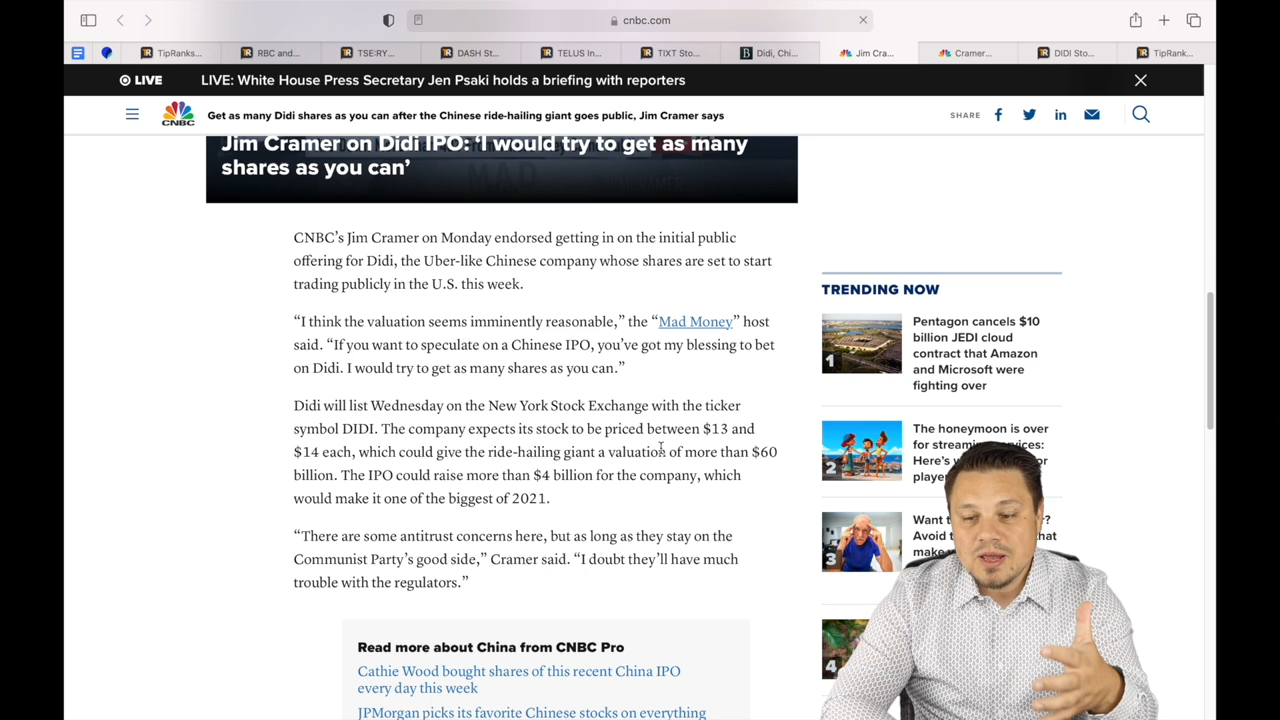 cnbc.com
TipRanks...
RBC and...
TSE:RY...
DASH St...
TELUS In...
TIXT Sto...
Didi, Chi...
Jim Cra...
Cramer...
DIDI Sto...
TipRank...
LIVE
LIVE: White House Press Secretary Jen Psaki holds a briefing with reporters
CNBC
Get as many Didi shares as you can after the Chinese ride-hailing giant goes public, Jim Cramer says
SHARE
Jim Cramer on Didi IPO: ‘I would try to get as many
shares as you can’
CNBC’s Jim Cramer on Monday endorsed getting in on the initial public
offering for Didi, the Uber-like Chinese company whose shares are set to start
trading publicly in the U.S. this week.
“I think the valuation seems imminently reasonable,” the “Mad Money” host
said. “If you want to speculate on a Chinese IPO, you’ve got my blessing to bet
on Didi. I would try to get as many shares as you can.”
Didi will list Wednesday on the New York Stock Exchange with the ticker
symbol DIDI. The company expects its stock to be priced between $13 and
$14 each, which could give the ride-hailing giant a valuation of more than $60
billion. The IPO could raise more than $4 billion for the company, which
would make it one of the biggest of 2021.
“There are some antitrust concerns here, but as long as they stay on the
Communist Party’s good side,” Cramer said. “I doubt they’ll have much
trouble with the regulators.”
Read more about China from CNBC Pro
Cathie Wood bought shares of this recent China IPO
every day this week
JPMorgan picks its favorite Chinese stocks on everything
TRENDING NOW
1
Pentagon cancels $10
billion JEDI cloud
contract that Amazon
and Microsoft were
fighting over
2
The honeymoon is over
for streaming services:
Here’s
or
player
3
Want
?
Avoid
that
make
4